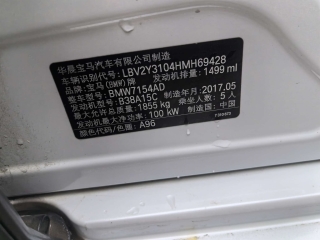 华晨宝马汽车有限公司制造
车辆识别代号: LBV2Y3104HMH69428
品牌: 宝马(BMW)牌 发动机排量: 1499 ml
型号: BMW7154AD
发动机型号: B38A15C 制造年月: 2017.05
最大允许总质量: 1855 kg 乘坐人数: 5人
发动机最大净功率: 100 kW 制造国: 中国
颜色代码/色圈: A96